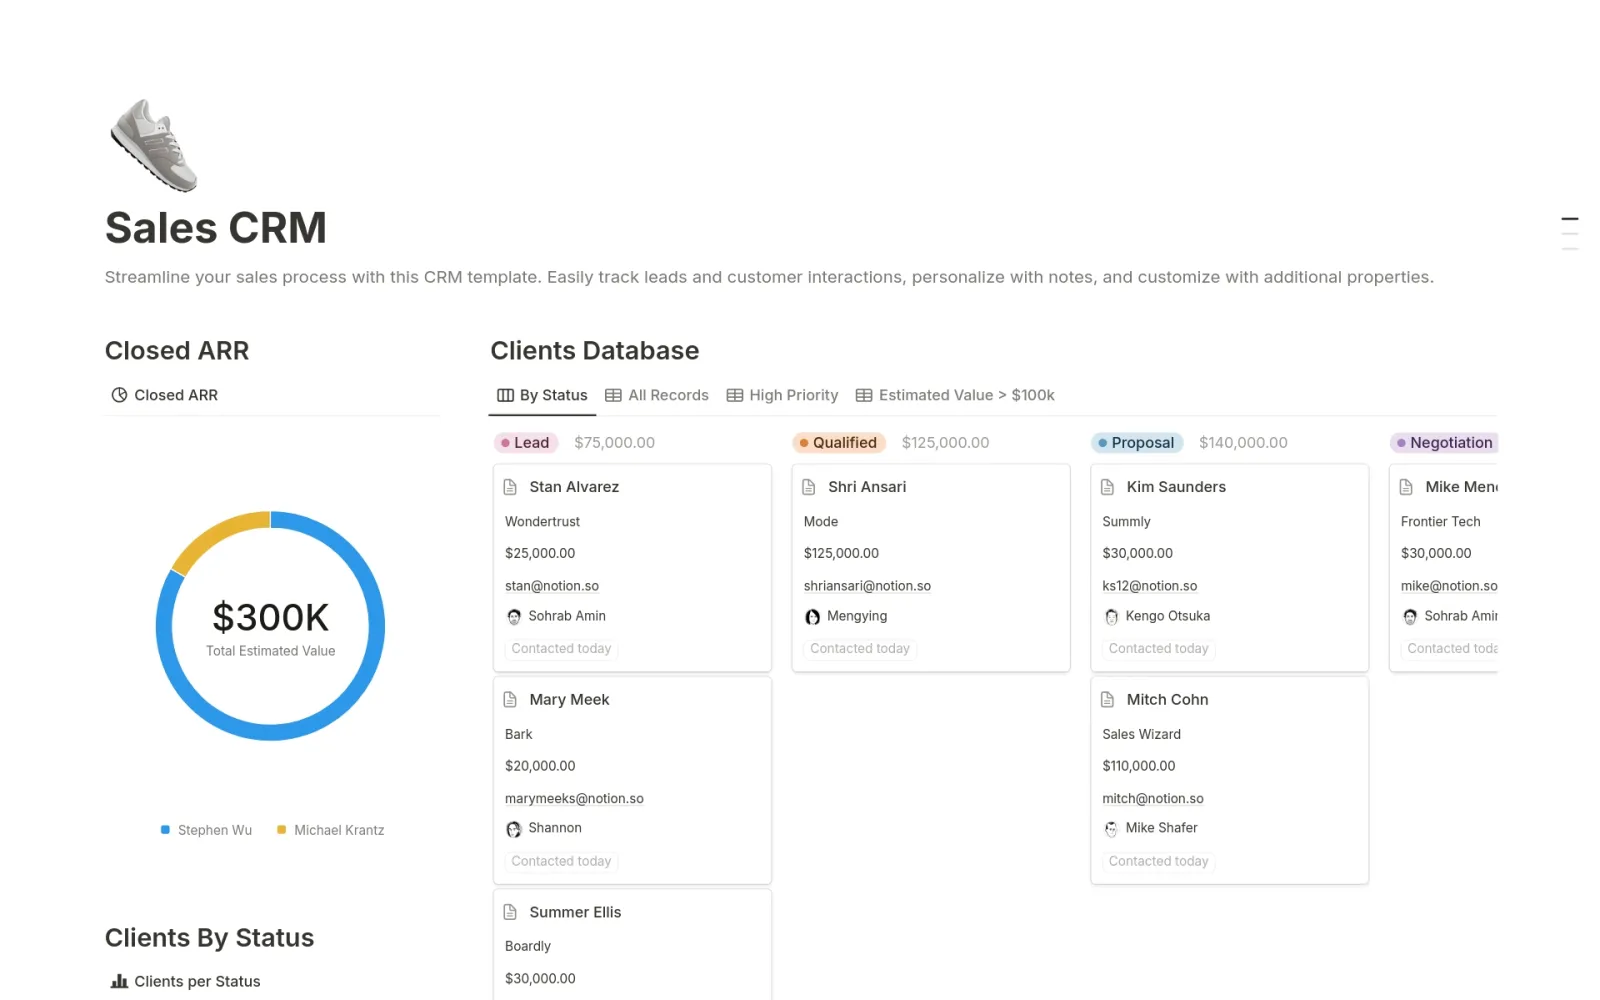 Sales CRM
Streamline your sales process with this CRM template. Easily track leads and customer interactions, personalize with notes, and customize with additional properties.
Closed ARR
Closed ARR
$300K
Total Estimated Value
Stephen Wu
Michael Krantz
Clients By Status
Clients per Status
Clients Database
By Status
All Records
High Priority
Estimated Value > $100k
Lead $75,000.00
Stan Alvarez
Wondertrust
$25,000.00
stan@notion.so
Sohrab Amin
Contacted today
Mary Meek
Bark
$20,000.00
marymeeks@notion.so
Shannon
Contacted today
Summer Ellis
Boardly
$30,000.00
Qualified $125,000.00
Shri Ansari
Mode
$125,000.00
shriansari@notion.so
Mengying
Contacted today
Proposal $140,000.00
Kim Saunders
Summly
$30,000.00
ks12@notion.so
Kengo Otsuka
Contacted today
Mitch Cohn
Sales Wizard
$110,000.00
mitch@notion.so
Mike Shafer
Contacted today
Negotiation
Mike
Frontier Tech
$30,000.00
mike@notion.so
Sohrab
Contacted